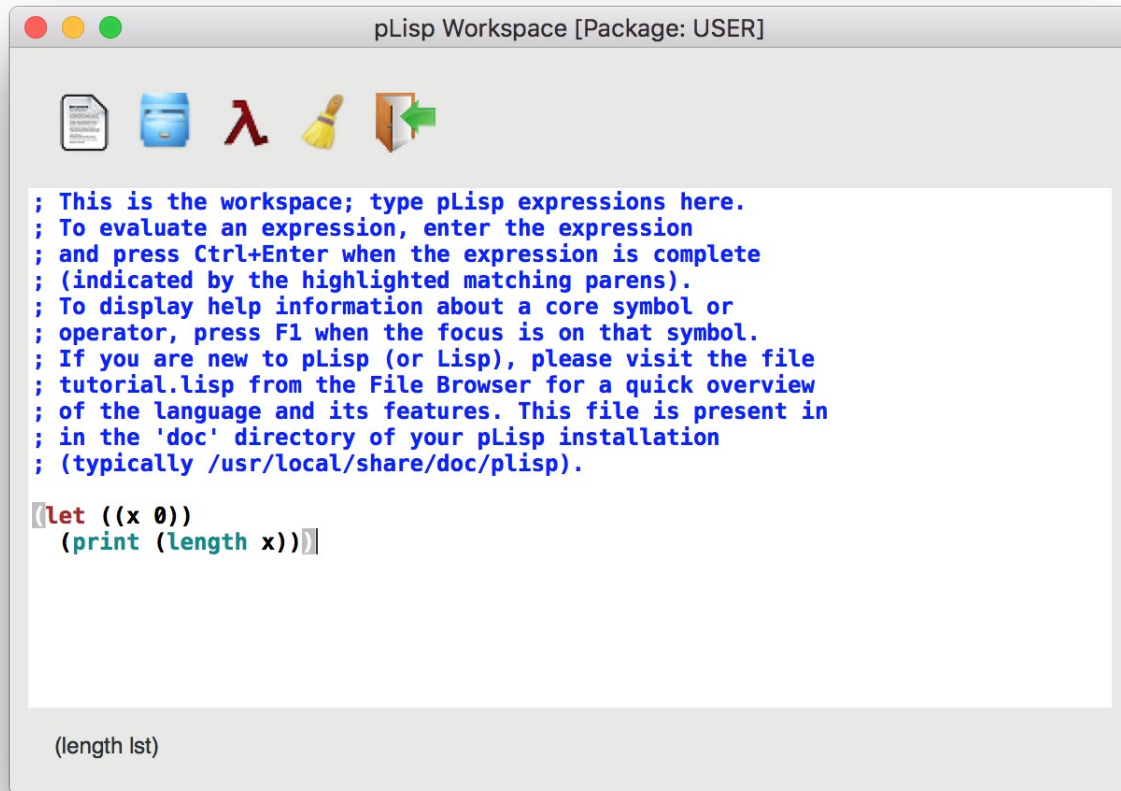 pLisp Workspace [Package: USER]
; This is the workspace; type pLisp expressions here.
; To evaluate an expression, enter the expression
; and press Ctrl+Enter when the expression is complete
; (indicated by the highlighted matching parens).
; To display help information about a core symbol or
; operator, press F1 when the focus is on that symbol.
; If you are new to pLisp (or Lisp), please visit the file
; tutorial.lisp from the File Browser for a quick overview
; of the language and its features. This file is present in
; in the 'doc' directory of your pLisp installation
; (typically /usr/local/share/doc/plisp).
(let ((x 0))
  (print (length x)))
(length lst)